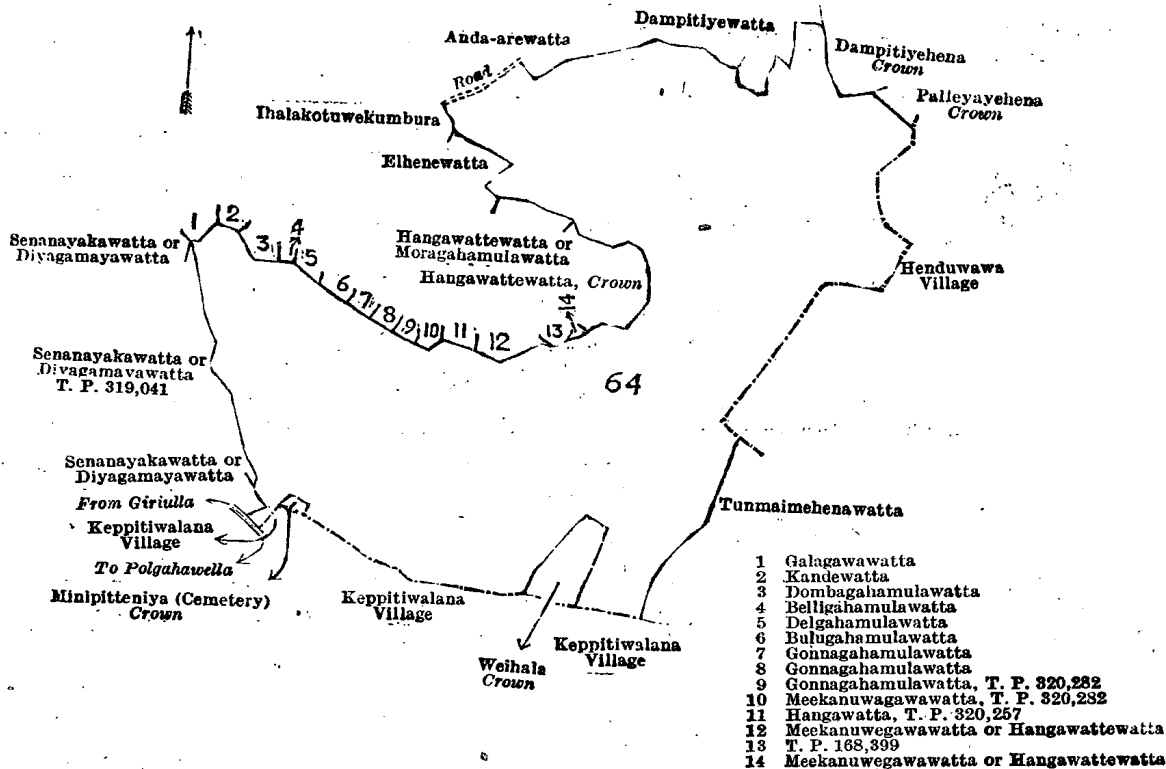 Dampitiyewatta
Anda-arewatta
Road
Dampitiyehena
Crown
Palleyayehena
Crown
Ihalakotuwekumbura
Elhenewatta
1
2
3
4
5
6
7
8
9
10
11
12
13
14
Senanayakawatta or
Diyagamayawatta
Hangawattewatta or
Moragahamulawatta
Hangawattewatta, Crown
Henduwawa
Village
Senanayakawatta or
Diyagamayawatta
T. P. 319,041
64
Senanayakawatta or
Diyagamayawatta
From Giriulla
Keppitiwalana
Village
To Polgahawella
Minipitteniya (Cemetery)
Crown
Keppitiwalana
Village
Weihala
Crown
Keppitiwalana
Village
Tunmaimehenawatta
1 Galagawawatta
2 Kandewatta
3 Dombagahamulawatta
4 Belligahamulawatta
5 Delgahamulawatta
6 Bulugahamulawatta
7 Gonnagahamulawatta
8 Gonnagahamulawatta
9 Gonnagahamulawatta, T. P. 320,282
10 Meekanuwagawawatta, T. P. 320,282
11 Hangawatta, T. P. 320,257
12 Meekanuwegawawatta or Hangawattewatta
13 T. P. 168,399
14 Meekanuwegawawatta or Hangawattewatta